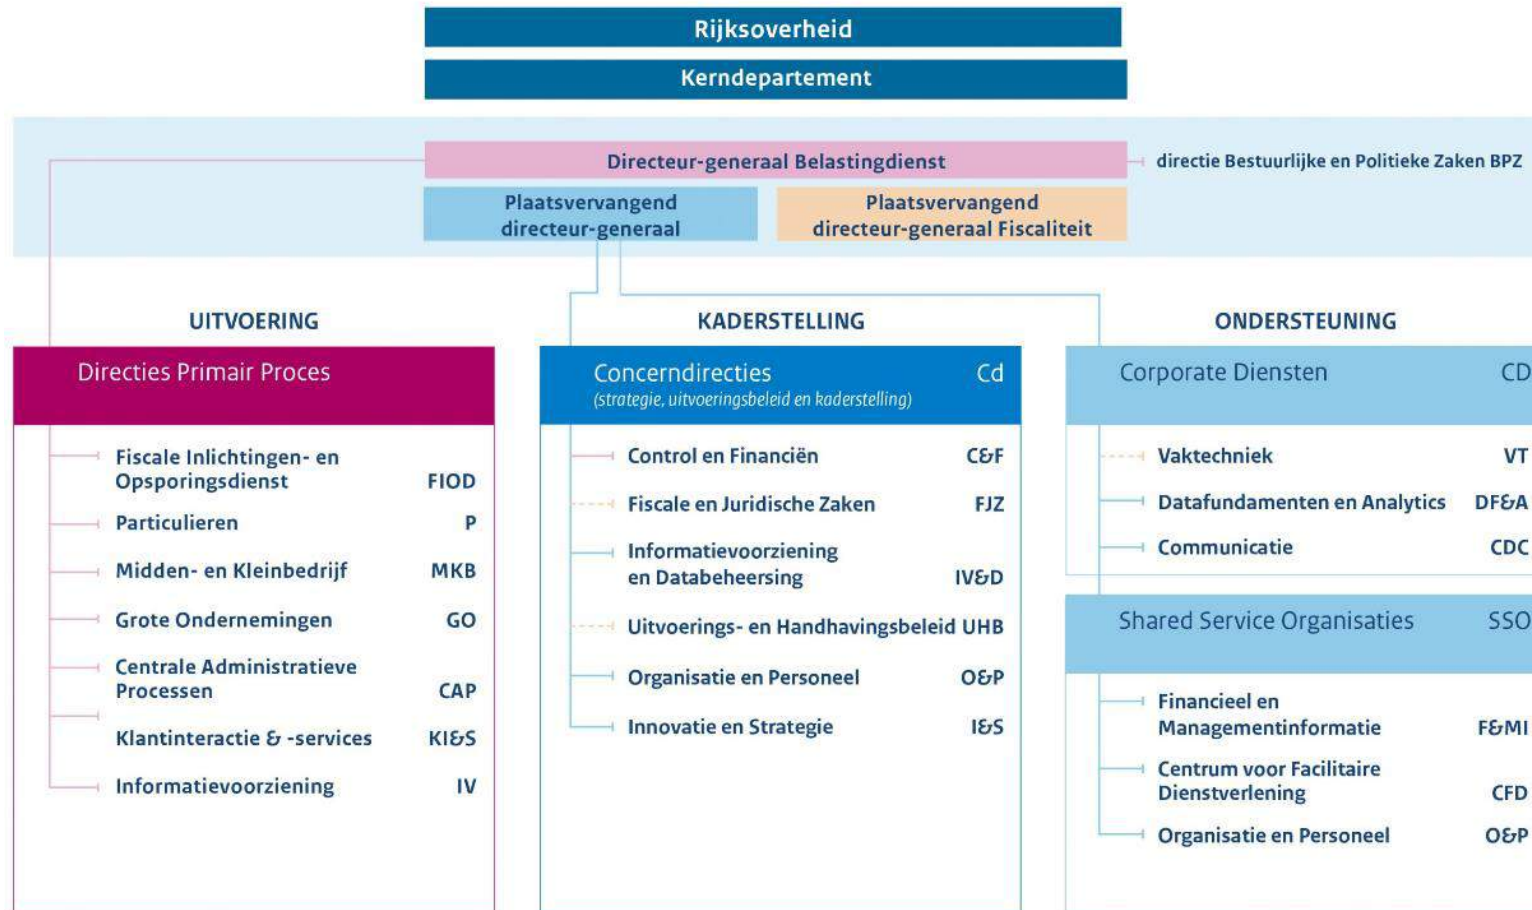 Rijksoverheid
Kerndepartement
Directeur-generaal Belastingdienst
directie Bestuurlijke en Politieke Zaken BPZ
Plaatsvervangend
directeur-generaal
Plaatsvervangend
directeur-generaal Fiscaliteit
UITVOERING
Directies Primair Proces
Fiscale Inlichtingen- en
Opsporingsdienst FIOD
Particulieren P
Midden- en Kleinbedrijf MKB
Grote Ondernemingen GO
Centrale Administratieve
Processen CAP
Klantinteractie & -services KI&S
Informatievoorziening IV
KADERSTELLING
Concerndirecties Cd
(strategie, uitvoeringsbeleid en kaderstelling)
Control en Financiën C&F
Fiscale en Juridische Zaken FJZ
Informatievoorziening
en Databeheersing IV&D
Uitvoerings- en Handhavingsbeleid UHB
Organisatie en Personeel O&P
Innovatie en Strategie I&S
ONDERSTEUNING
Corporate Diensten CD
Vaktechniek VT
Datafundamenten en Analytics DF&A
Communicatie CDC
Shared Service Organisaties SSO
Financieel en
Managementinformatie F&MI
Centrum voor Facilitaire
Dienstverlening CFD
Organisatie en Personeel O&P